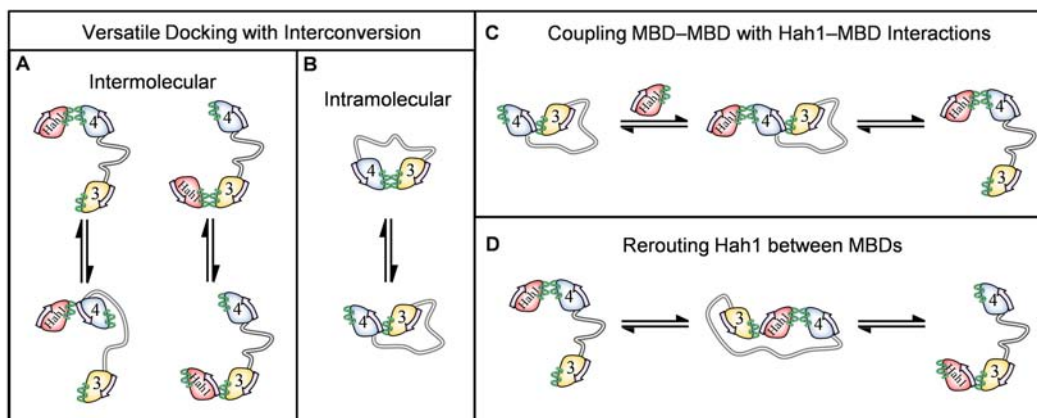 Versatile Docking with Interconversion
A
Intermolecular
Hah1
4
3
4
Hah1
3
Hah1
4
3
4
Hah1
3
B
Intramolecular
4
3
4
3
C
Coupling MBD–MBD with Hah1–MBD Interactions
4
3
Hah1
Hah1
4
3
Hah1
4
3
D
Rerouting Hah1 between MBDs
Hah1
4
3
3
Hah1
4
4
Hah1
3